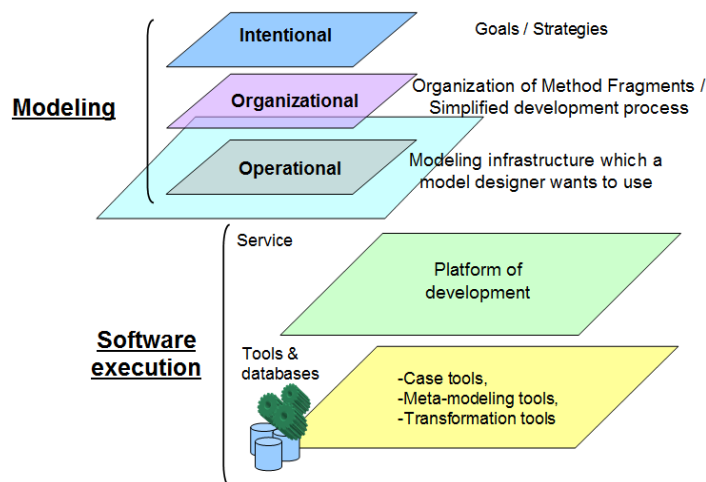 Intentional
Goals / Strategies
Modeling
Organizational
Organization of Method Fragments /
Simplified development process
Operational
Modeling infrastructure which a
model designer wants to use
Service
Platform of
development
Software
execution
Tools &
databases
-Case tools,
-Meta-modeling tools,
-Transformation tools